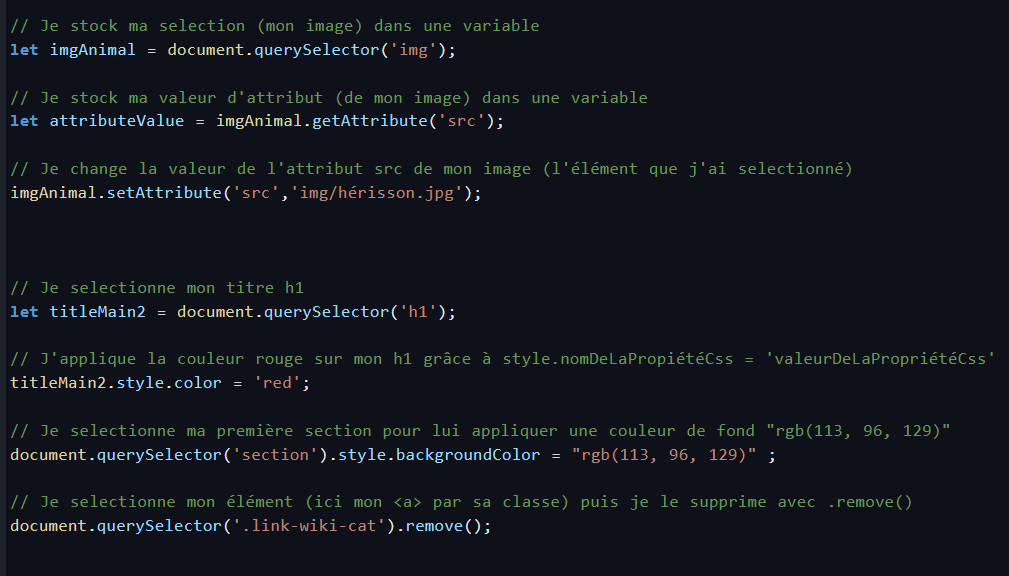 // Je stock ma selection (mon image) dans une variable
let imgAnimal = document.querySelector('img');
// Je stock ma valeur d'attribut (de mon image) dans une variable
let attributeValue = imgAnimal.getAttribute('src');
// Je change la valeur de l'attribut src de mon image (l'élément que j'ai selectionné)
imgAnimal.setAttribute('src','img/hérisson.jpg');
// Je selectionne mon titre h1
let titleMain2 = document.querySelector('h1');
// J'applique la couleur rouge sur mon h1 grâce à style.nomDeLaPropiétéCss = 'valeurDeLaPropriétéCss'
titleMain2.style.color = 'red';
// Je selectionne ma première section pour lui appliquer une couleur de fond "rgb(113, 96, 129)"
document.querySelector('section').style.backgroundColor = "rgb(113, 96, 129)" ;
// Je selectionne mon élément (ici mon <a> par sa classe) puis je le supprime avec .remove()
document.querySelector('.link-wiki-cat').remove();